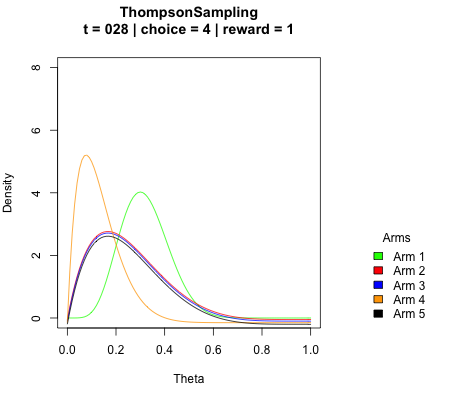 ThompsonSampling
t = 028 | choice = 4 | reward = 1
Density
8
6
4
2
0
0.0 0.2 0.4 0.6 0.8 1.0
Theta
Arms
Arm 1
Arm 2
Arm 3
Arm 4
Arm 5